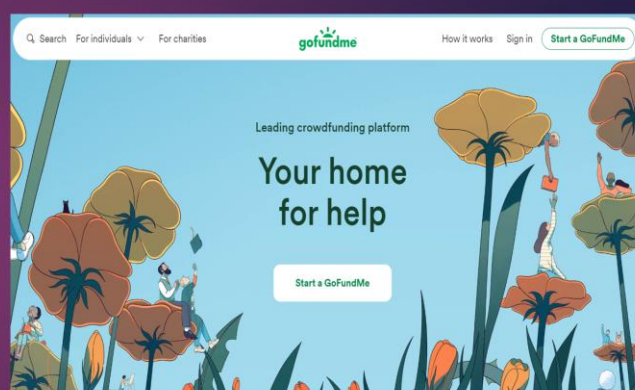 Search For individuals For charities gofundme How it works Sign in Start a GoFundMe
Leading crowdfunding platform
Your home
for help
Start a GoFundMe